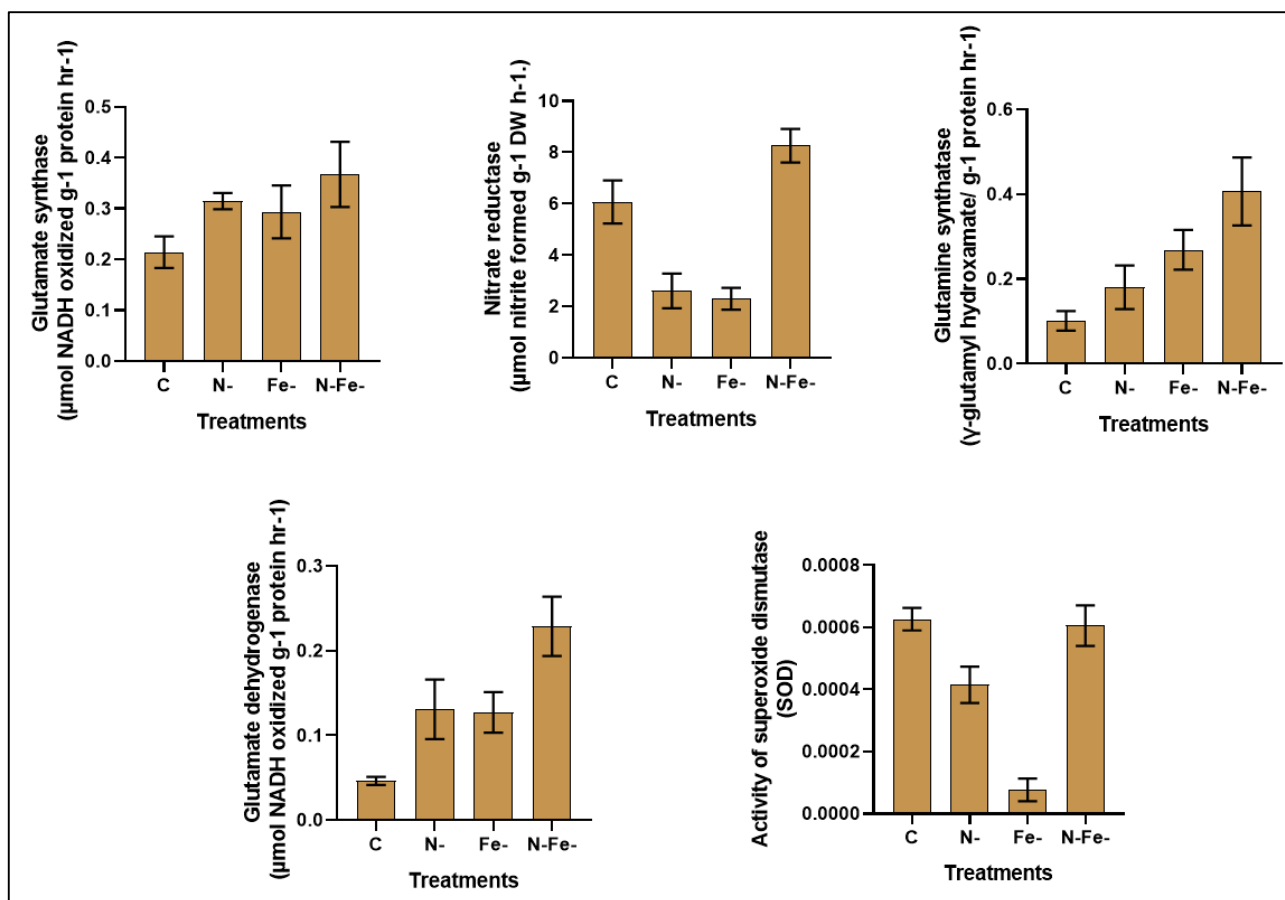 Glutamate synthase
(µmol NADH oxidized g-1 protein hr-1)
0.5
0.4
0.3
0.2
0.1
0.0
C N- Fe- N-Fe-
Treatments
Nitrate reductase
(µmol nitrite formed g-1 DW h-1.)
10
8
6
4
2
0
C N- Fe- N-Fe-
Treatments
Glutamine synthatase
(γ-glutamyl hydroxamate/ g-1 protein hr-1)
0.6
0.4
0.2
0.0
C N- Fe- N-Fe-
Treatments
Glutamate dehydrogenase
(µmol NADH oxidized g-1 protein hr-1)
0.3
0.2
0.1
0.0
C N- Fe- N-Fe-
Treatments
Activity of superoxide dismutase
(SOD)
0.0008
0.0006
0.0004
0.0002
0.0000
C N- Fe- N-Fe-
Treatments